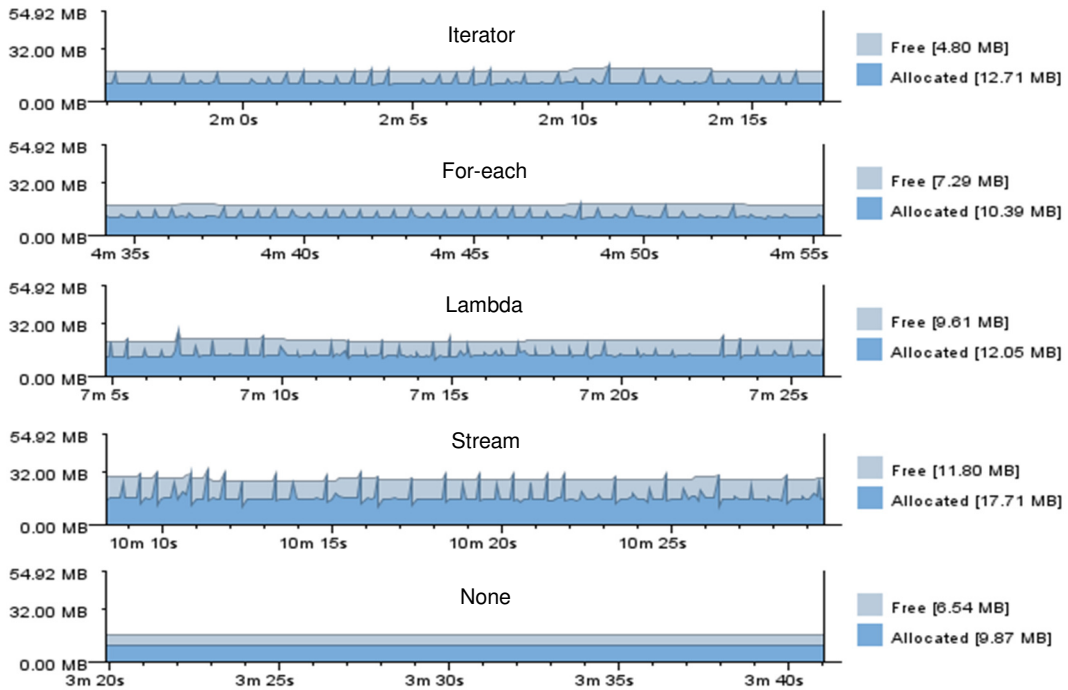 54.92 MB
32.00 MB
0.00 MB
Iterator
Free [4.80 MB]
Allocated [12.71 MB]
2m 0s 2m 5s 2m 10s 2m 15s
54.92 MB
32.00 MB
0.00 MB
For-each
Free [7.29 MB]
Allocated [10.39 MB]
4m 35s 4m 40s 4m 45s 4m 50s 4m 55s
54.92 MB
32.00 MB
0.00 MB
Lambda
Free [9.61 MB]
Allocated [12.05 MB]
7m 5s 7m 10s 7m 15s 7m 20s 7m 25s
54.92 MB
32.00 MB
0.00 MB
Stream
Free [11.80 MB]
Allocated [17.71 MB]
10m 10s 10m 15s 10m 20s 10m 25s
54.92 MB
32.00 MB
0.00 MB
None
Free [6.54 MB]
Allocated [9.87 MB]
3m 20s 3m 25s 3m 30s 3m 35s 3m 40s